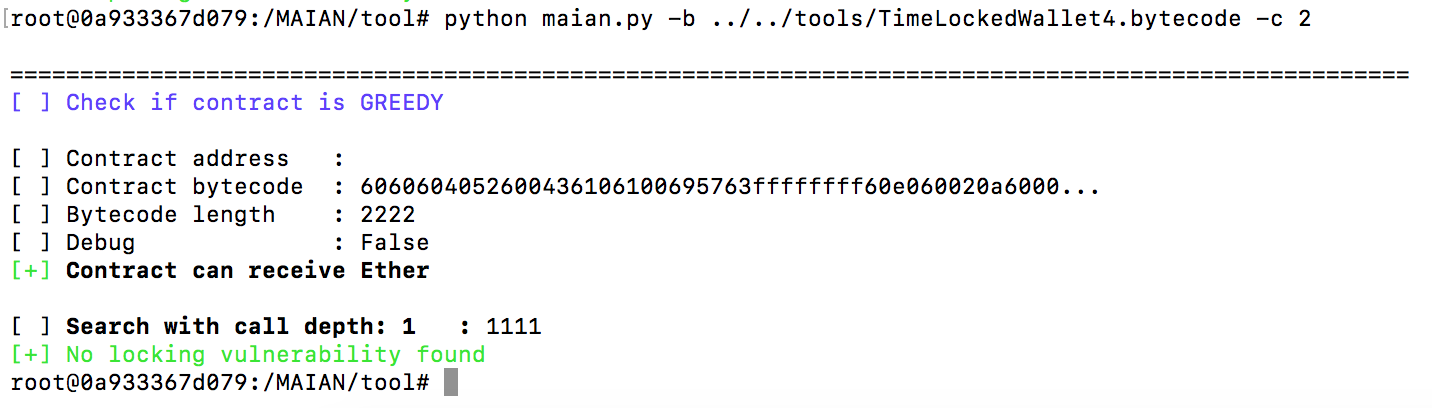 [root@0a933367d079:/MAIAN/tool# python maian.py -b ../../tools/TimeLockedWallet4.bytecode -c 2
====================================================================================================
[ ] Check if contract is GREEDY
[ ] Contract address   :
[ ] Contract bytecode  : 60606040526004361061006957​63ffffffff60e060020a6000...
[ ] Bytecode length    : 2222
[ ] Debug              : False
[+] Contract can receive Ether
[ ] Search with call depth: 1   : 1111
[+] No locking vulnerability found
root@0a933367d079:/MAIAN/tool#